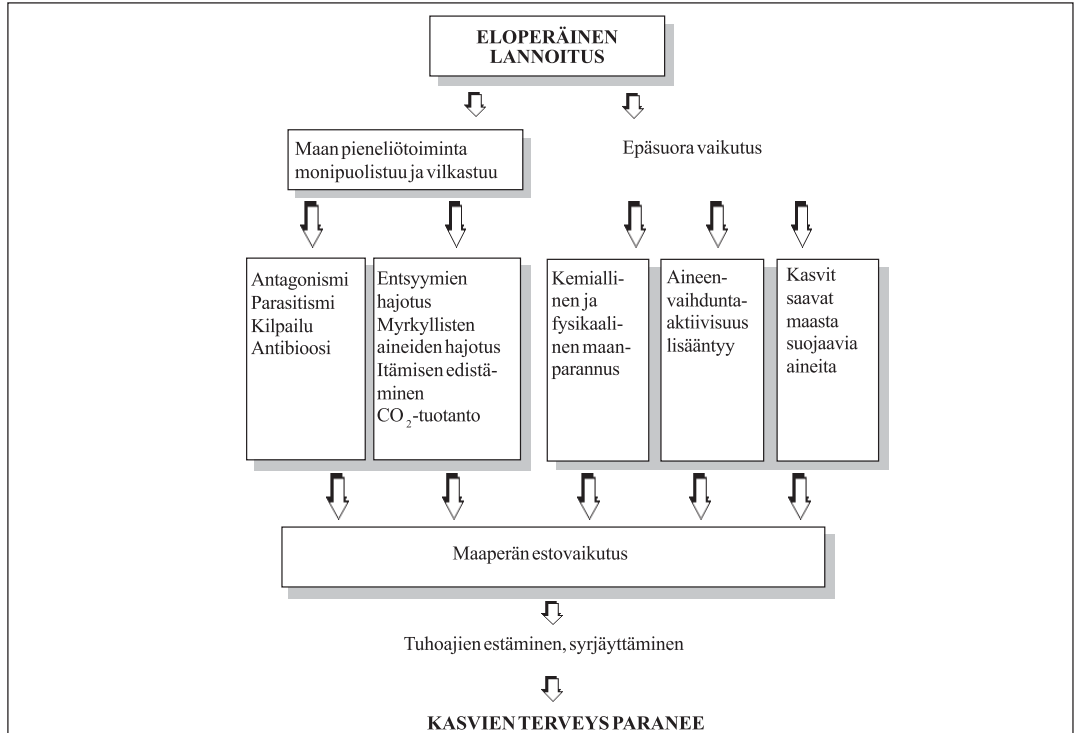 ELOPERÄINEN
LANNOITUS
Maan pieneliötoiminta
monipuolistuu ja vilkastuu
Epäsuora vaikutus
Antagonismi
Parasitismi
Kilpailu
Antibioosi
Entsyymien
hajotus
Myrkyllisten
aineiden hajotus
Itämisen edistä-
minen
CO₂-tuotanto
Kemialli-
nen ja
fysikaali-
nen maan-
parannus
Aineen-
vaihdunta-
aktiivisuus
lisääntyy
Kasvit
saavat
maasta
suojaavia
aineita
Maaperän estovaikutus
Tuhoajien estäminen, syrjäyttäminen
KASVIEN TERVEYS PARANEE